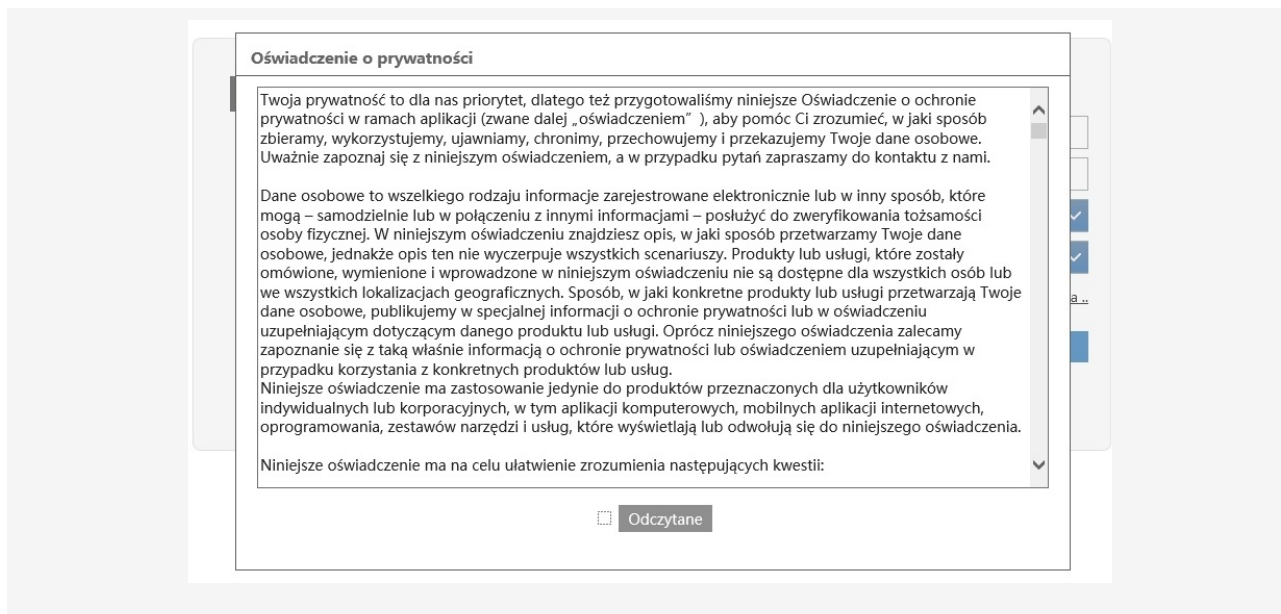 Oświadczenie o prywatności
Twoja prywatność to dla nas priorytet, dlatego też przygotowaliśmy niniejsze Oświadczenie o ochronie
prywatności w ramach aplikacji (zwane dalej „oświadczeniem” ), aby pomóc Ci zrozumieć, w jaki sposób
zbieramy, wykorzystujemy, ujawniamy, chronimy, przechowujemy i przekazujemy Twoje dane osobowe.
Uważnie zapoznaj się z niniejszym oświadczeniem, a w przypadku pytań zapraszamy do kontaktu z nami.
Dane osobowe to wszelkiego rodzaju informacje zarejestrowane elektronicznie lub w inny sposób, które
mogą – samodzielnie lub w połączeniu z innymi informacjami – posłużyć do zweryfikowania tożsamości
osoby fizycznej. W niniejszym oświadczeniu znajdziesz opis, w jaki sposób przetwarzamy Twoje dane
osobowe, jednakże opis ten nie wyczerpuje wszystkich scenariuszy. Produkty lub usługi, które zostały
omówione, wymienione i wprowadzone w niniejszym oświadczeniu nie są dostępne dla wszystkich osób lub
we wszystkich lokalizacjach geograficznych. Sposób, w jaki konkretne produkty lub usługi przetwarzają Twoje
dane osobowe, publikujemy w specjalnej informacji o ochronie prywatności lub w oświadczeniu
uzupełniającym dotyczącym danego produktu lub usługi. Oprócz niniejszego oświadczenia zalecamy
zapoznanie się z taką właśnie informacją o ochronie prywatności lub oświadczeniem uzupełniającym w
przypadku korzystania z konkretnych produktów lub usług.
Niniejsze oświadczenie ma zastosowanie jedynie do produktów przeznaczonych dla użytkowników
indywidualnych lub korporacyjnych, w tym aplikacji komputerowych, mobilnych aplikacji internetowych,
oprogramowania, zestawów narzędzi i usług, które wyświetlają lub odwołują się do niniejszego oświadczenia.
Niniejsze oświadczenie ma na celu ułatwienie zrozumienia następujących kwestii:
a ..
Odczytane